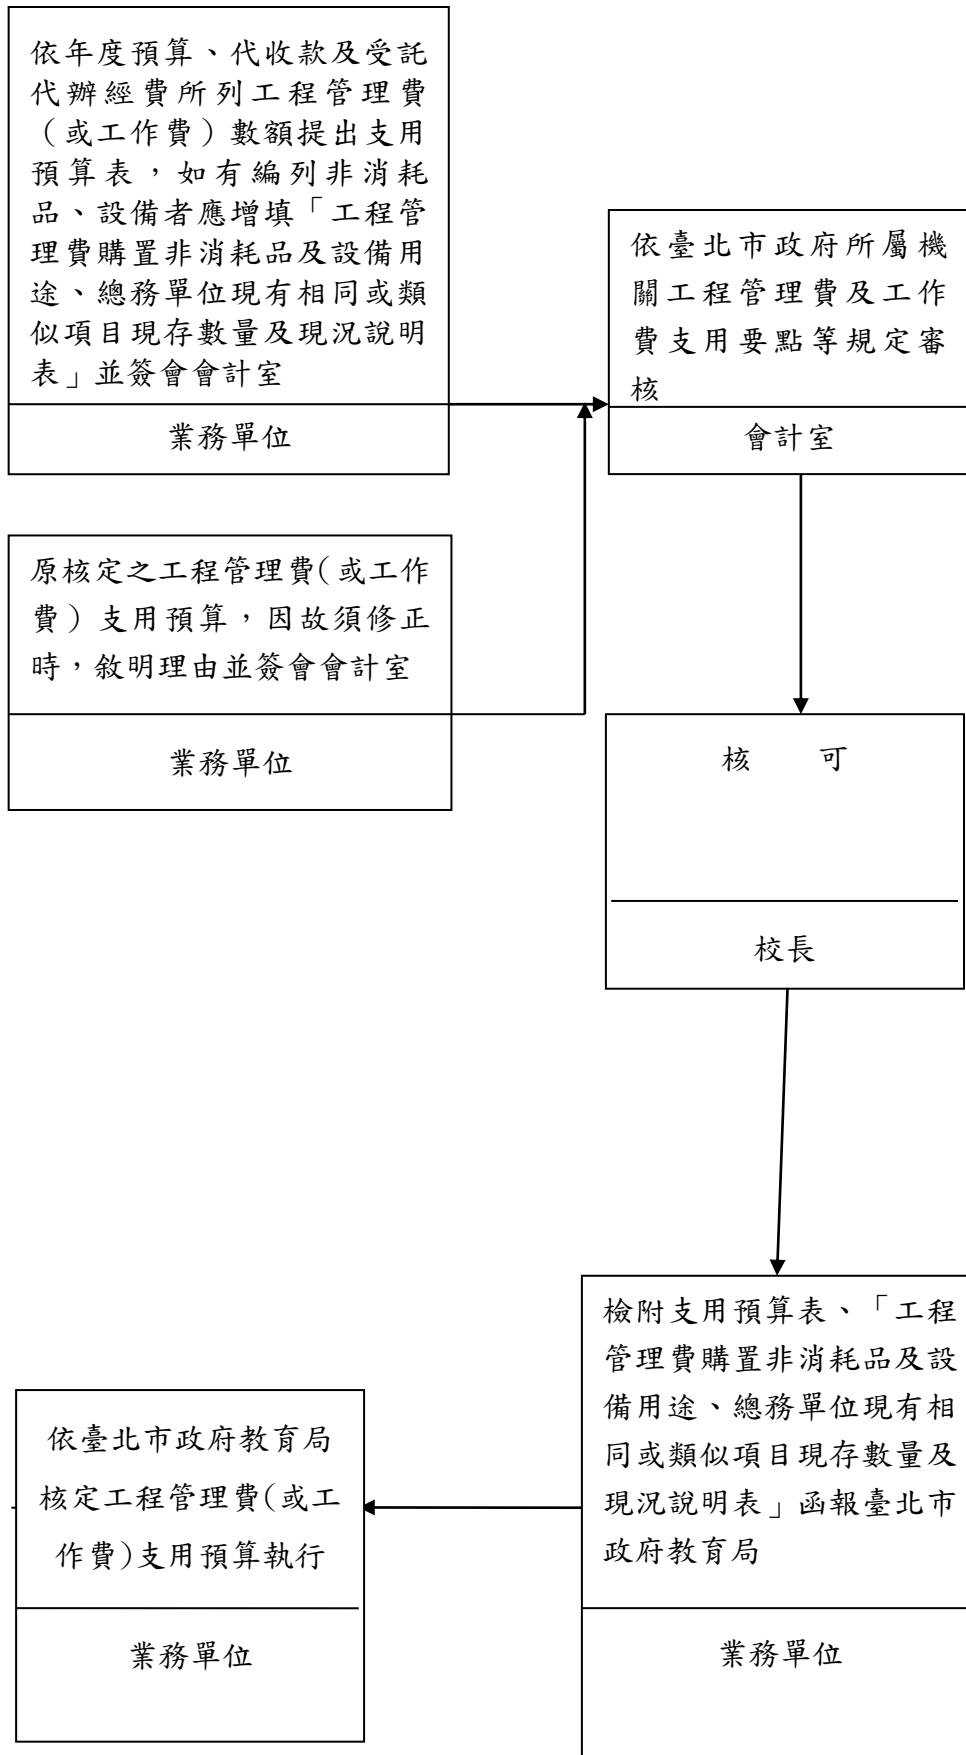 依年度預算、代收款及受託
代辦經費所列工程管理費
（或工作費）數額提出支用
預算表，如有編列非消耗
品、設備者應增填「工程管
理費購置非消耗品及設備用
途、總務單位現有相同或類
似項目現存數量及現況說明
表」並簽會會計室
業務單位
依臺北市政府所屬機
關工程管理費及工作
費支用要點等規定審
核
會計室
原核定之工程管理費(或工作
費）支用預算，因故須修正
時，敘明理由並簽會會計室
業務單位
核　可
校長
檢附支用預算表、「工程
管理費購置非消耗品及設
備用途、總務單位現有相
同或類似項目現存數量及
現況說明表」函報臺北市
政府教育局
業務單位
依臺北市政府教育局
核定工程管理費(或工
作費)支用預算執行
業務單位